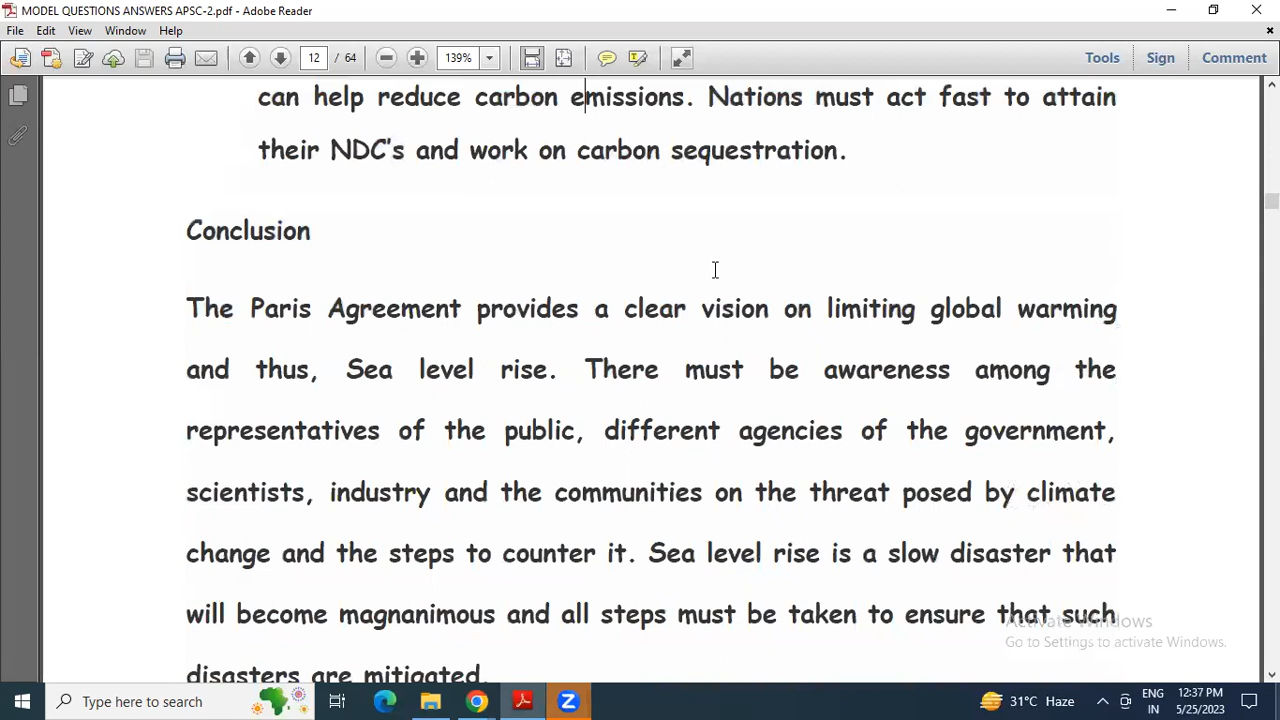 MODEL QUESTIONS ANSWERS APSC-2.pdf - Adobe Reader
File Edit View Window Help
12 / 64 139% Tools Sign Comment
can help reduce carbon emissions. Nations must act fast to attain
their NDC's and work on carbon sequestration.
Conclusion
The Paris Agreement provides a clear vision on limiting global warming
and thus, Sea level rise. There must be awareness among the
representatives of the public, different agencies of the government,
scientists, industry and the communities on the threat posed by climate
change and the steps to counter it. Sea level rise is a slow disaster that
will become magnanimous and all steps must be taken to ensure that such
disasters are mitigated.
Activate Windows
Go to Settings to activate Windows.
Type here to search
31°C Haze
ENG
IN
12:37 PM
5/25/2023